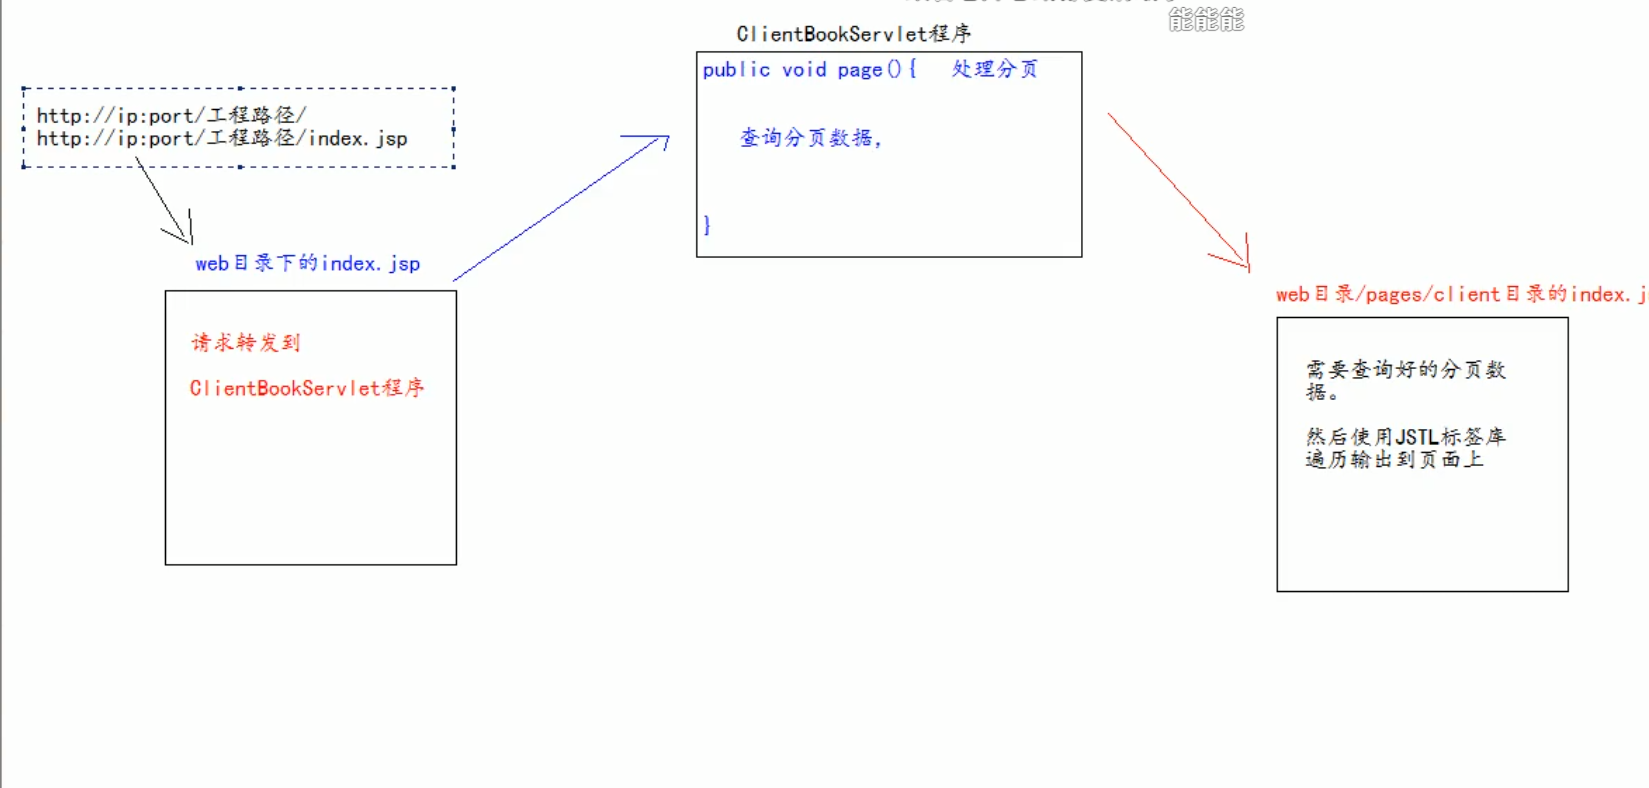 能能能
ClientBookServlet程序
public void page(){ 处理分页
查询分页数据,
}
http://ip:port/工程路径/
http://ip:port/工程路径/index.jsp
web目录下的index.jsp
请求转发到
ClientBookServlet程序
web目录/pages/client目录的index.j
需要查询好的分页数
据。
然后使用JSTL标签库
遍历输出到页面上